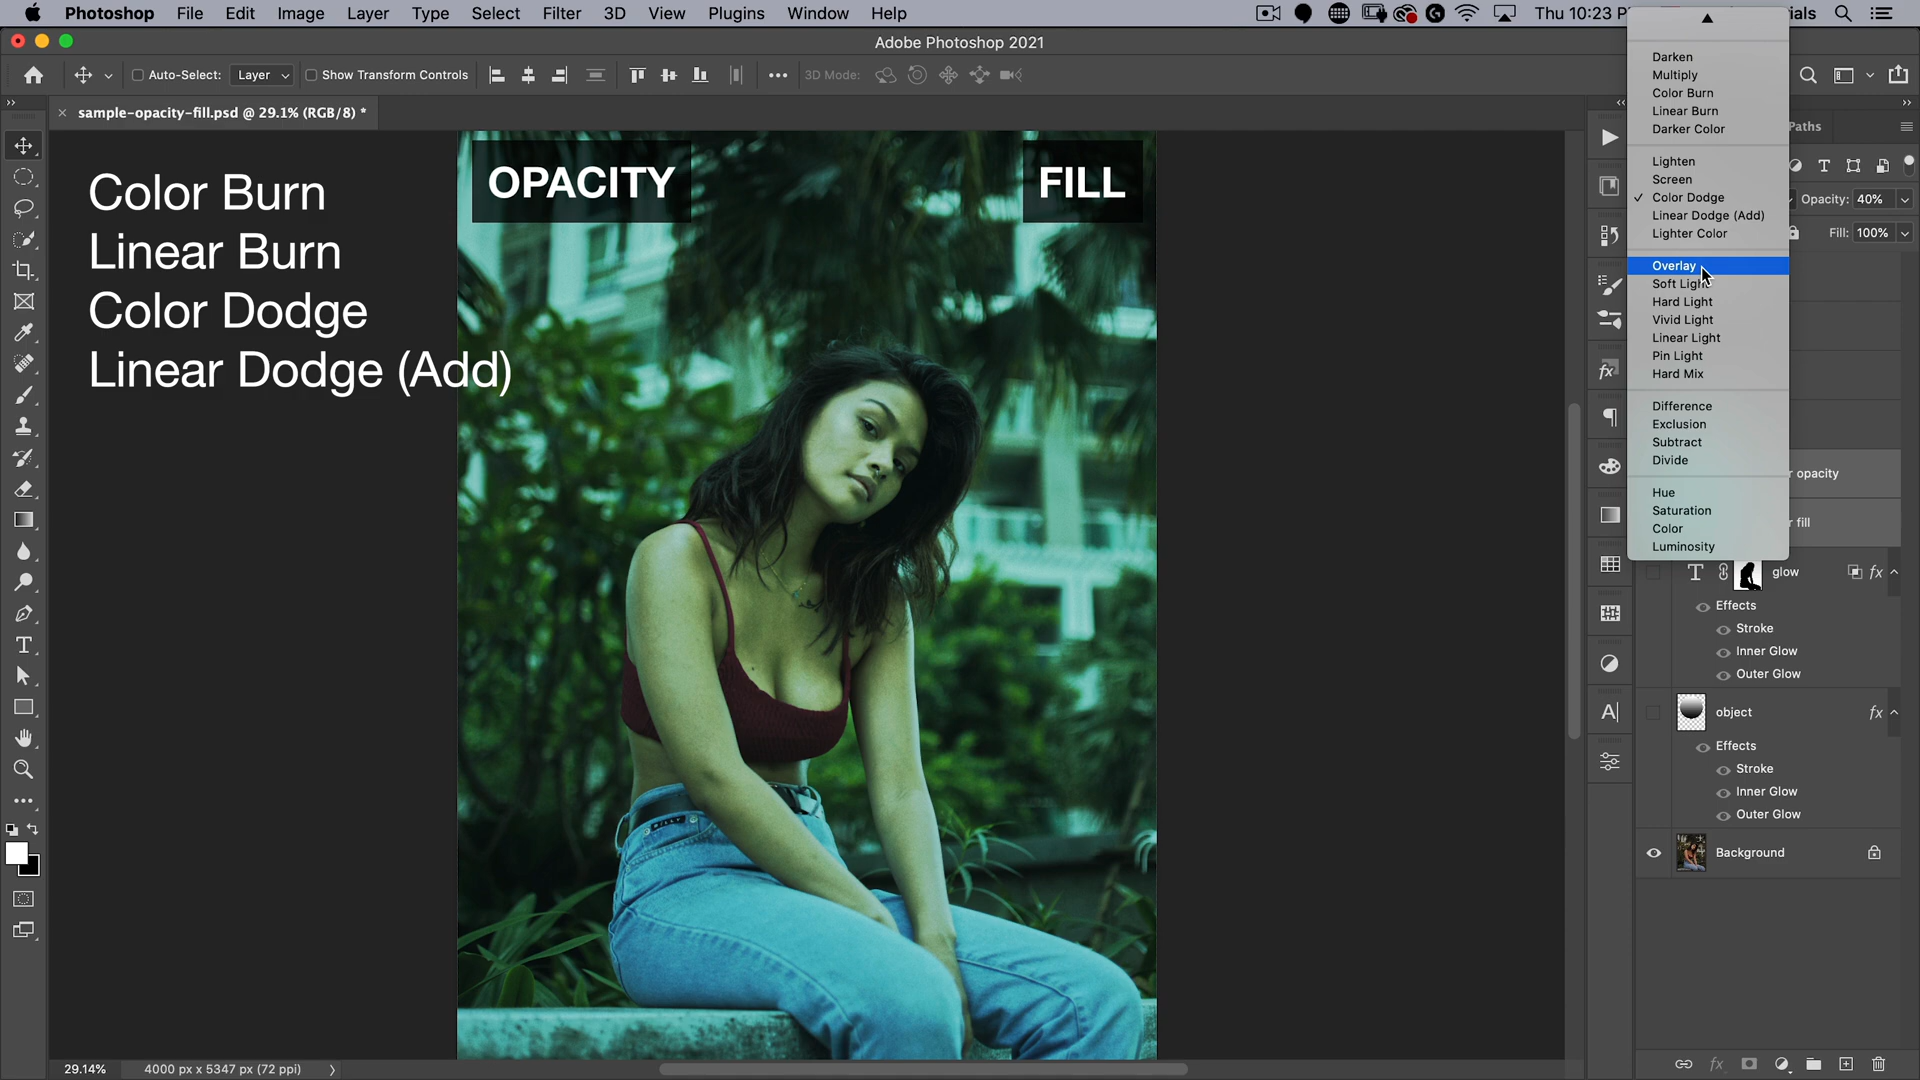 Photoshop File Edit Image Layer Type Select Filter 3D View Plugins Window Help
Thu 10:23
Adobe Photoshop 2021
Auto-Select: Layer Show Transform Controls 3D Mode:
sample-opacity-fill.psd @ 29.1% (RGB/8) *
Color Burn
Linear Burn
Color Dodge
Linear Dodge (Add)
OPACITY
FILL
Darken
Multiply
Color Burn
Linear Burn
Darker Color
Lighten
Screen
✓ Color Dodge
Linear Dodge (Add)
Lighter Color
Overlay
Soft Light
Hard Light
Vivid Light
Linear Light
Pin Light
Hard Mix
Difference
Exclusion
Subtract
Divide
Hue
Saturation
Color
Luminosity
Paths
Opacity: 40%
Fill: 100%
opacity
fill
glow
Effects
Stroke
Inner Glow
Outer Glow
object
Effects
Stroke
Inner Glow
Outer Glow
Background
29.14% 4000 px x 5347 px (72 ppi)